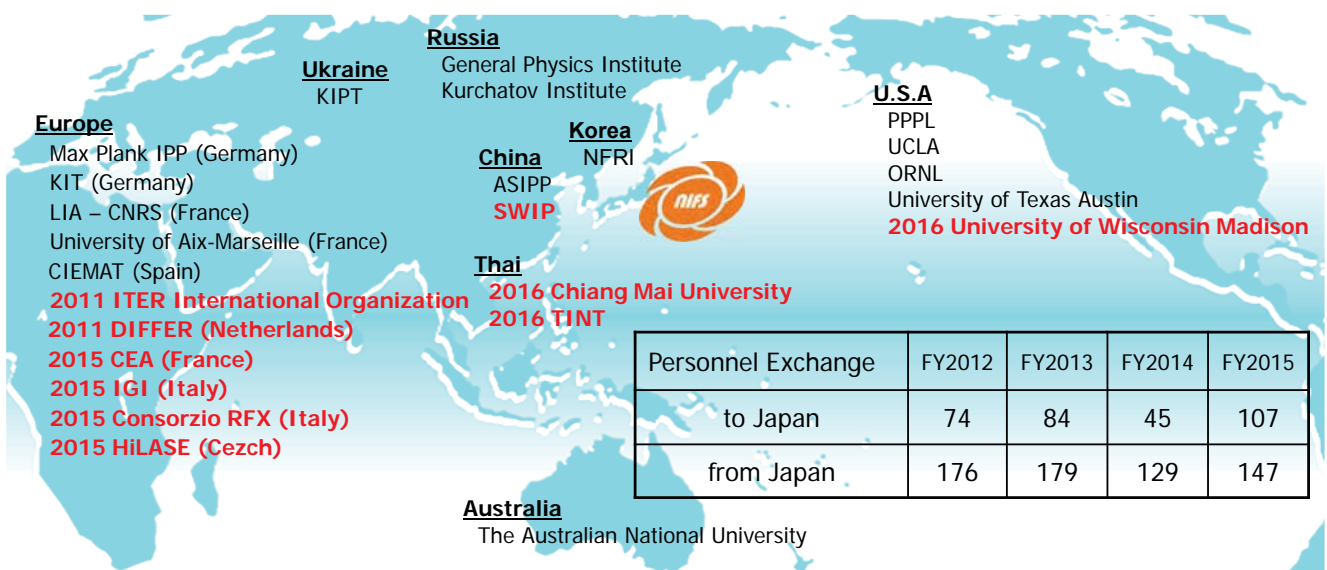 Russia
General Physics Institute
Kurchatov Institute
Ukraine
KIPT
Europe
Max Plank IPP (Germany)
KIT (Germany)
LIA – CNRS (France)
University of Aix-Marseille (France)
CIEMAT (Spain)
2011 ITER International Organization
2011 DIFFER (Netherlands)
2015 CEA (France)
2015 IGI (Italy)
2015 Consorzio RFX (Italy)
2015 HiLASE (Cezch)
Korea
NFRI
China
ASIPP
SWIP
NIFS
Thai
2016 Chiang Mai University
2016 TINT
U.S.A
PPPL
UCLA
ORNL
University of Texas Austin
2016 University of Wisconsin Madison
Personnel Exchange FY2012 FY2013 FY2014 FY2015
to Japan 74 84 45 107
from Japan 176 179 129 147
Australia
The Australian National University